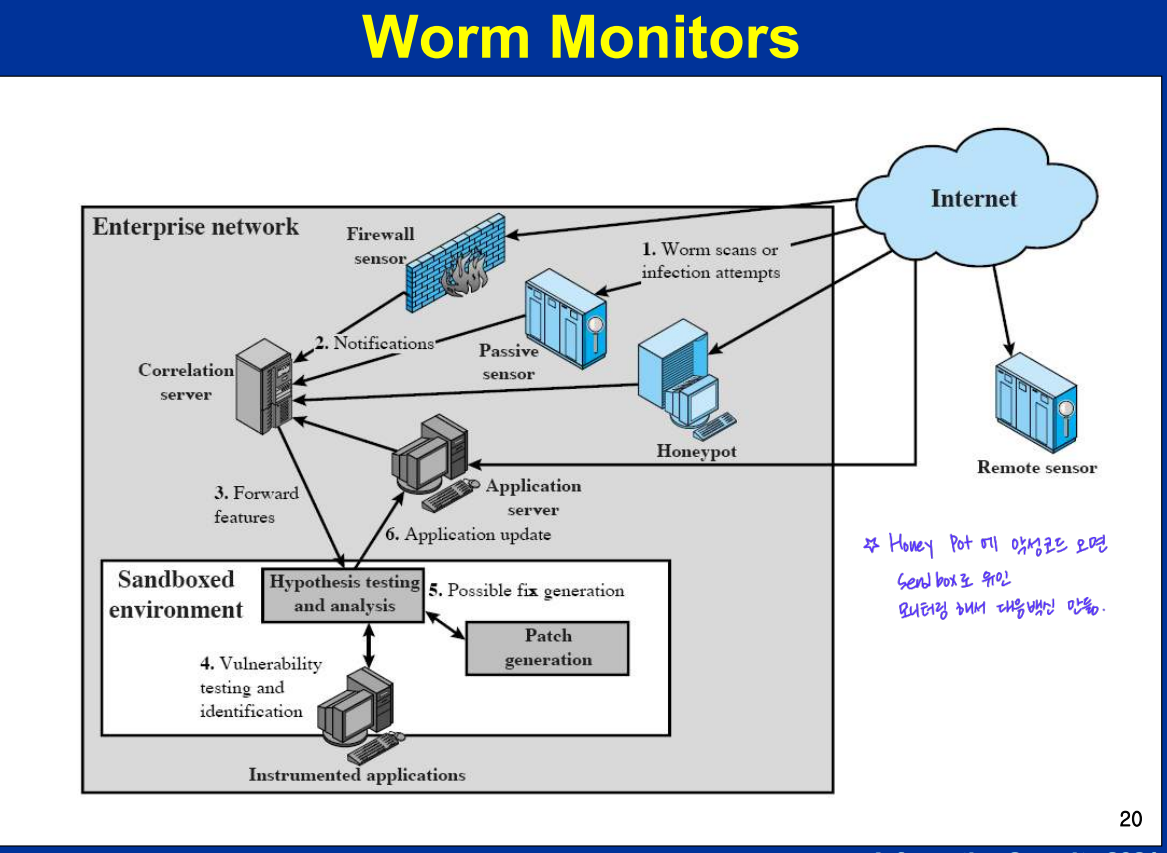 Worm Monitors
Internet
Enterprise network
Firewall
sensor
1. Worm scans or
infection attempts
2. Notifications
Passive
sensor
Correlation
server
Honeypot
Remote sensor
Application
server
3. Forward
features
6. Application update
☆ Honey Pot에 악성코드 오면
Send box로 유인
모니터링 해서 대응백신 만듦.
Sandboxed
environment
Hypothesis testing
and analysis
5. Possible fix generation
Patch
generation
4. Vulnerability
testing and
identification
Instrumented applications
20